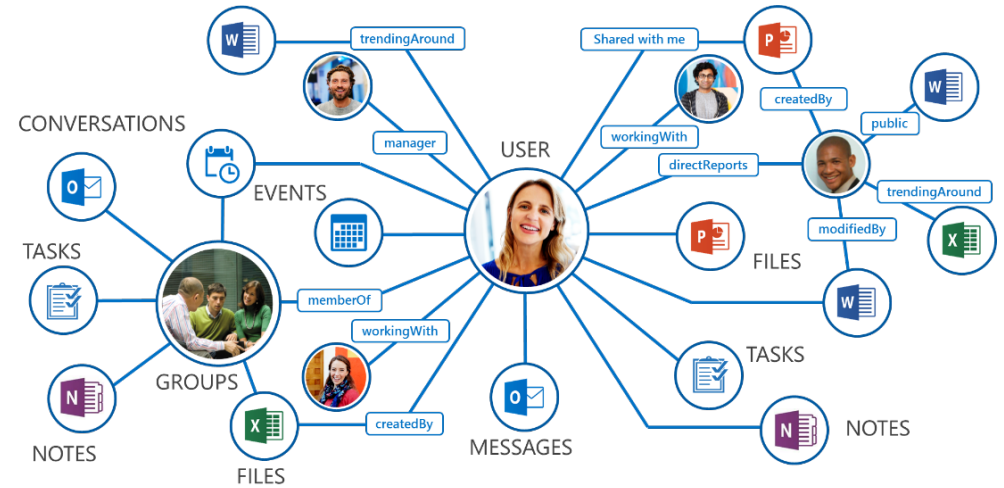 trendingAround
Shared with me
createdBy
CONVERSATIONS
manager
workingWith
public
USER
directReports
EVENTS
trendingAround
TASKS
modifiedBy
FILES
memberOf
workingWith
TASKS
GROUPS
createdBy
NOTES
MESSAGES
NOTES
FILES
W
P
W
O
P
X
W
N
O
X
N